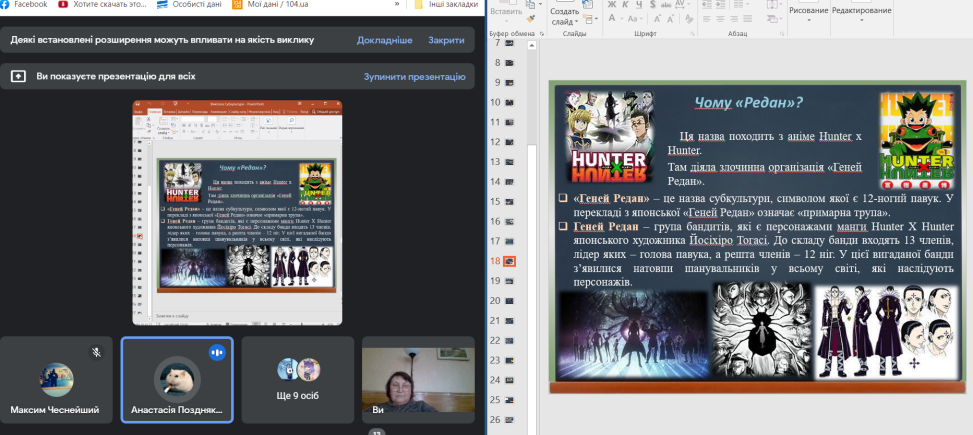 Facebook
Хотите скачать это...
Особисті дані
Мої дані / 104.ua
»
Інші закладки
Деякі встановлені розширення можуть впливати на якість виклику
Докладніше
Закрити
Ви показуєте презентацію для всіх
Зупинити презентацію
Максим Чеснейший
Анастасія Поздняк...
Ще 9 осіб
Ви
12
Вставить
Создать
слайд
Рисование
Редактирование
Ж К Ч S abc AV
Aa А А
Буфер обмена
Слайды
Шрифт
Абзац
7
8
9
10
11
12
13
14
15
16
17
18
19
20
21
22
23
24
25
26
Чому «Редан»?
Ця назва походить з аніме Hunter x
Hunter.
Там діяла злочинна організація «Геней
Редан».
HUNTER
HUNTER
HUNTER
HUNTER
«Геней Редан» – це назва субкультури, символом якої є 12-ногий павук. У
перекладі з японської «Геней Редан» означає «примарна трупа».
Геней Редан – група бандитів, які є персонажами манги Hunter X Hunter
японського художника Йосіхіро Тогасі. До складу банди входять 13 членів,
лідер яких – голова павука, а решта членів – 12 ніг. У цієї вигаданої банди
з’явилися натовпи шанувальників у всьому світі, які наслідують
персонажів.